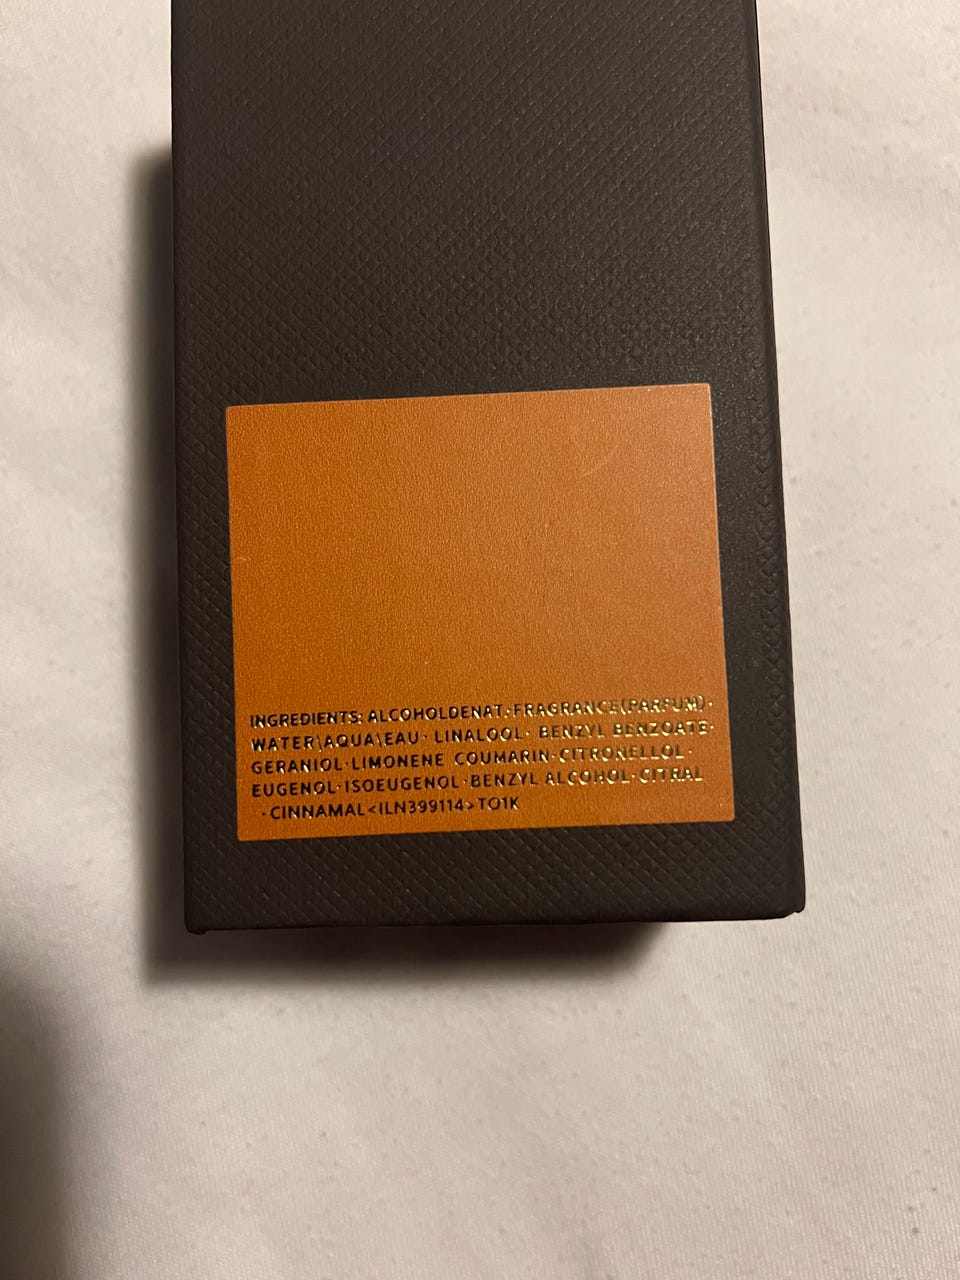 INGREDIENTS: ALCOHOLDENAT·FRAGRANCE(PARFUM)·
WATER\AQUA\EAU· LINALOOL· BENZYL BENZOATE·
GERANIOL·LIMONENE COUMARIN·CITRONELLOL·
EUGENOL·ISOEUGENOL·BENZYL ALCOHOL·CITRAL
·CINNAMAL<ILN399114>TO1K